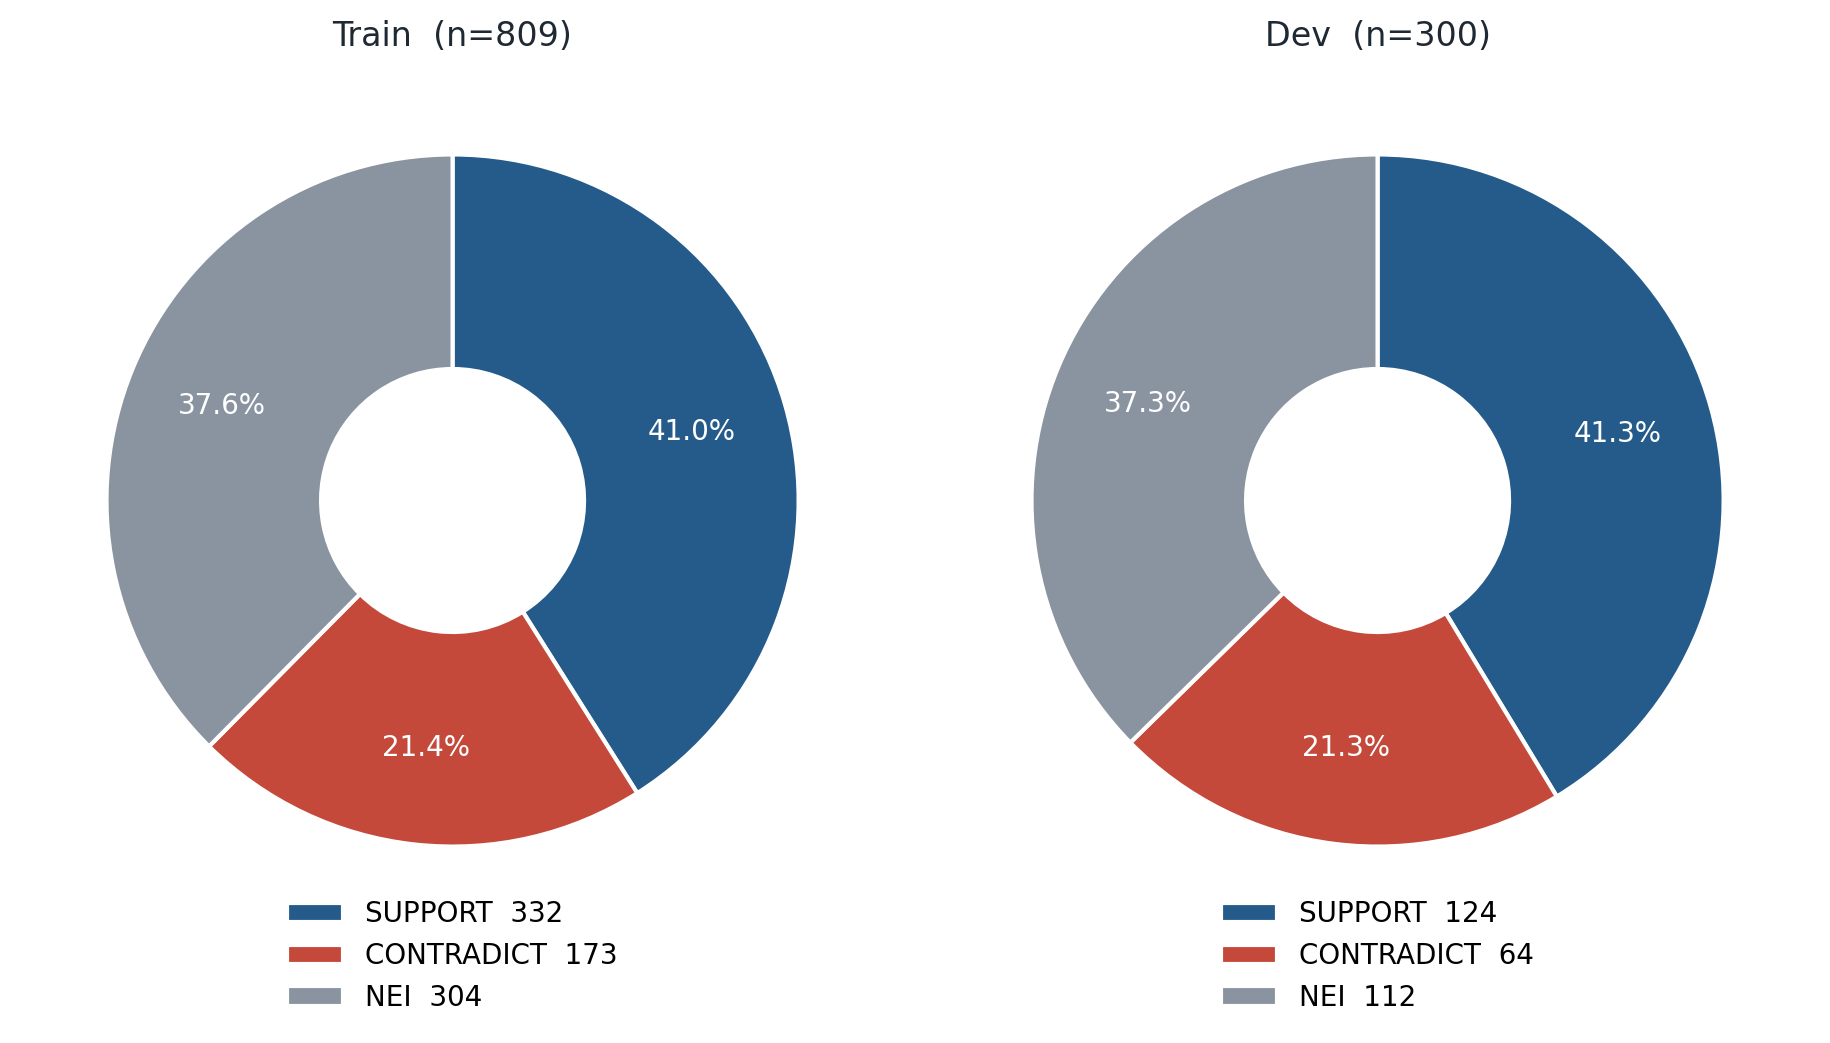 Train (n=809)
37.6%
41.0%
21.4%
SUPPORT 332
CONTRADICT 173
NEI 304
Dev (n=300)
37.3%
41.3%
21.3%
SUPPORT 124
CONTRADICT 64
NEI 112